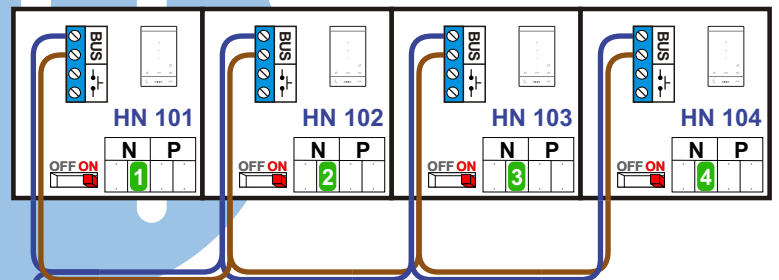 BUS BUS BUS BUS
HN 101 HN 102 HN 103 HN 104
N P N P N P N P
OFF ON OFF ON OFF ON OFF ON
1 2 3 4